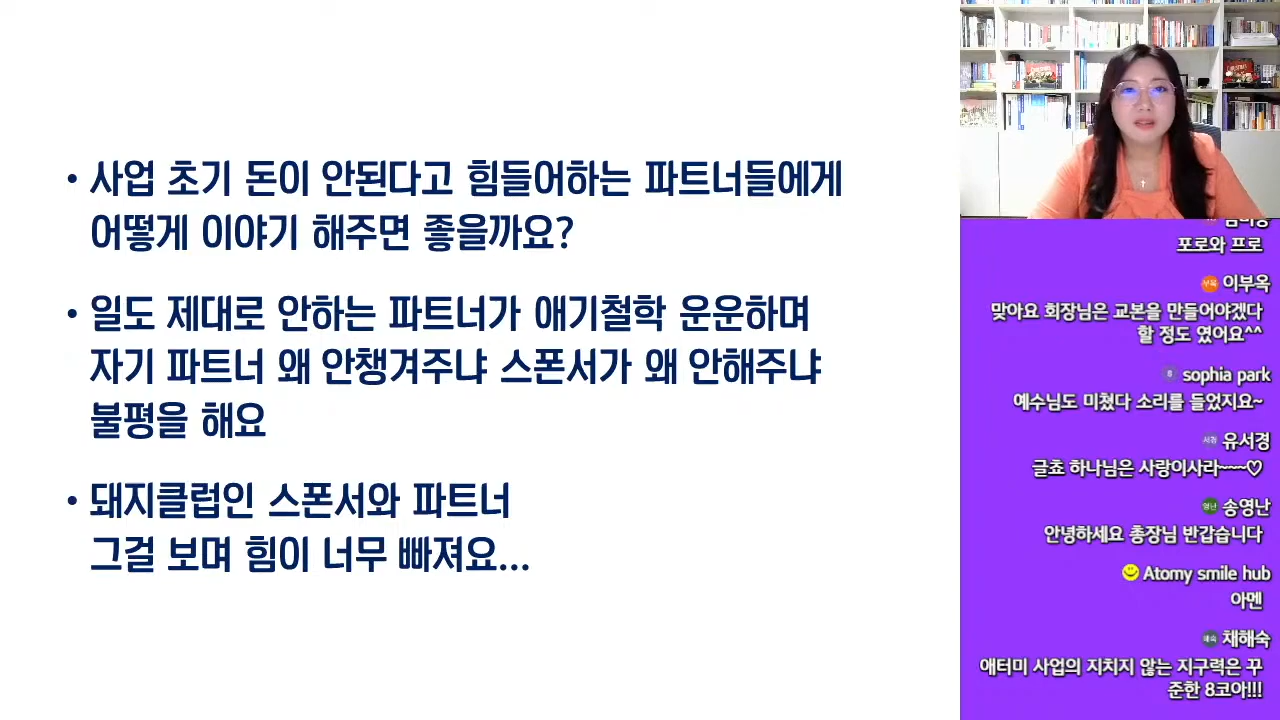 • 사업 초기 돈이 안된다고 힘들어하는 파트너들에게
어떻게 이야기 해주면 좋을까요?
• 일도 제대로 안하는 파트너가 애기철학 운운하며
자기 파트너 왜 안챙겨주냐 스폰서가 왜 안해주냐
불평을 해요
• 돼지클럽인 스폰서와 파트너
그걸 보며 힘이 너무 빠져요...
포로와 프로
이부옥
맞아요 회장님은 교본을 만들어야겠다
할 정도 였어요^^
sophia park
예수님도 미쳤다 소리를 들었지요~
서경 유서경
글쵸 하나님은 사랑이시라~~~♡
영난 송영난
안녕하세요 총장님 반갑습니다
Atomy smile hub
아멘
해숙 채해숙
애터미 사업의 지치지 않는 지구력은 꾸
준한 8코아!!!